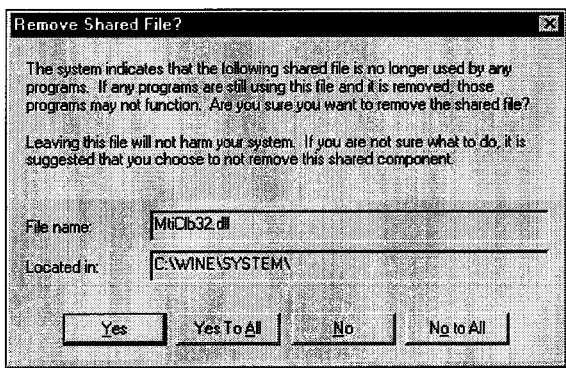 Remove Shared File?
The system indicates that the following shared file is no longer used by any
programs. If any programs are still using this file and it is removed, those
programs may not function. Are you sure you want to remove the shared file?
Leaving this file will not harm your system. If you are not sure what to do, it is
suggested that you choose to not remove this shared component.
File name:
MtiClb32.dll
Located in:
C:\WINE\SYSTEM\
Yes
Yes To All
No
No to All